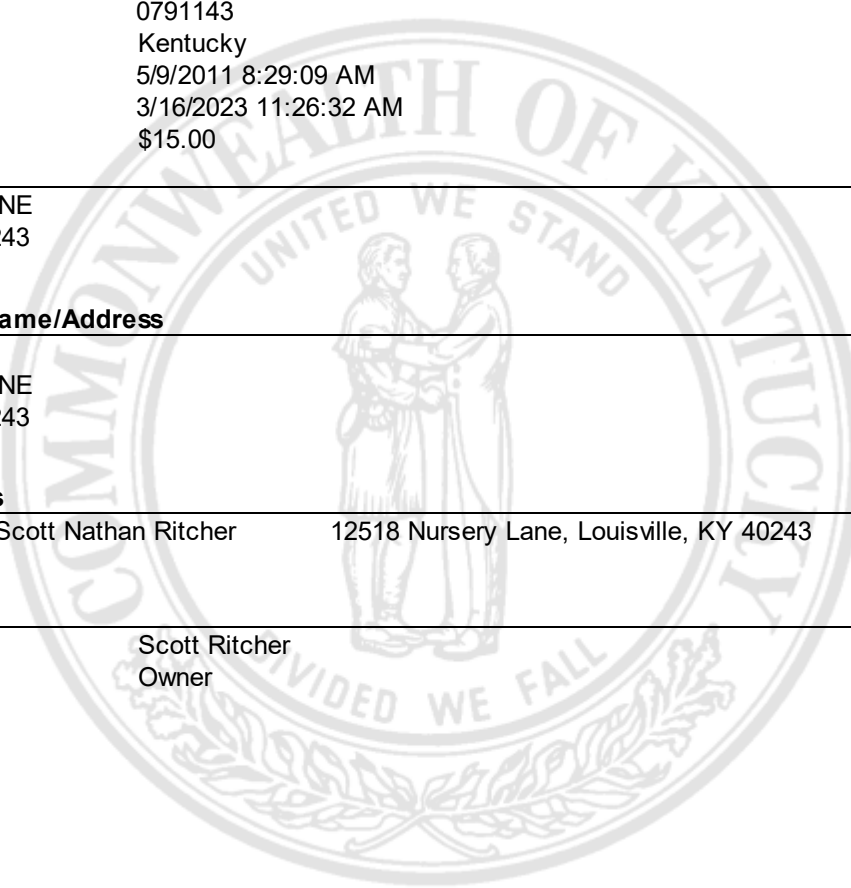 0791143
Kentucky
5/9/2011 8:29:09 AM
3/16/2023 11:26:32 AM
$15.00
NE
243
ame/Address
NE
243
s
Scott Nathan Ritcher 12518 Nursery Lane, Louisville, KY 40243
Scott Ritcher
Owner
COMMONWEALTH OF KENTUCKY
UNITED WE STAND
DIVIDED WE FALL